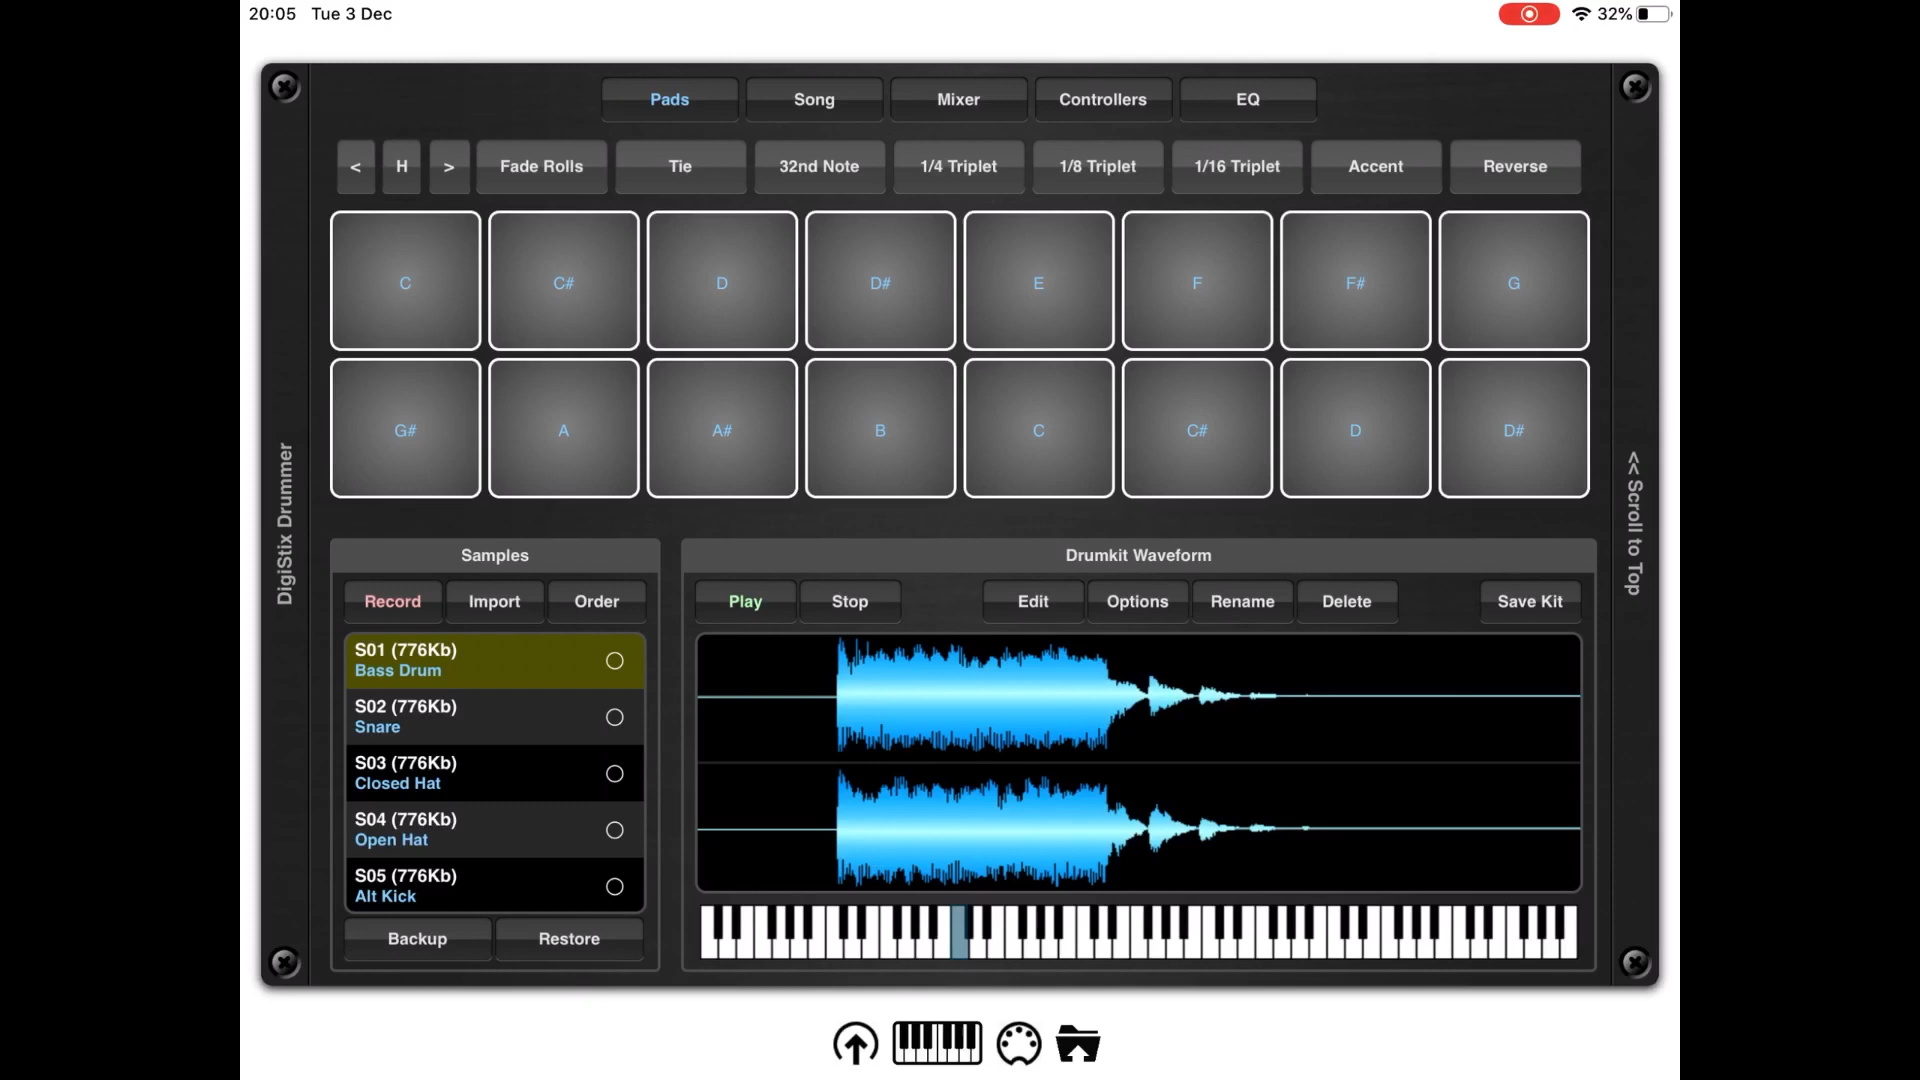 20:05 Tue 3 Dec
32%
Pads Song Mixer Controllers EQ
< H > Fade Rolls Tie 32nd Note 1/4 Triplet 1/8 Triplet 1/16 Triplet Accent Reverse
C C# D D# E F F# G
G# A A# B C C# D D#
DigiStix Drummer
<< Scroll to Top
Samples
Record Import Order
S01 (776Kb)
Bass Drum
S02 (776Kb)
Snare
S03 (776Kb)
Closed Hat
S04 (776Kb)
Open Hat
S05 (776Kb)
Alt Kick
Backup Restore
Drumkit Waveform
Play Stop Edit Options Rename Delete Save Kit